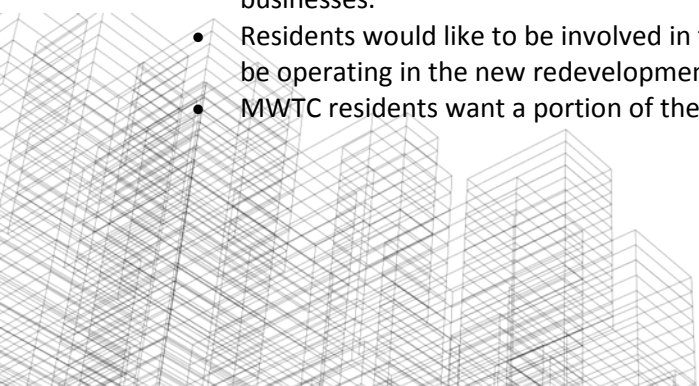 businesses.
• Residents would like to be involved in
be operating in the new redevelopmen
• MWTC residents want a portion of the